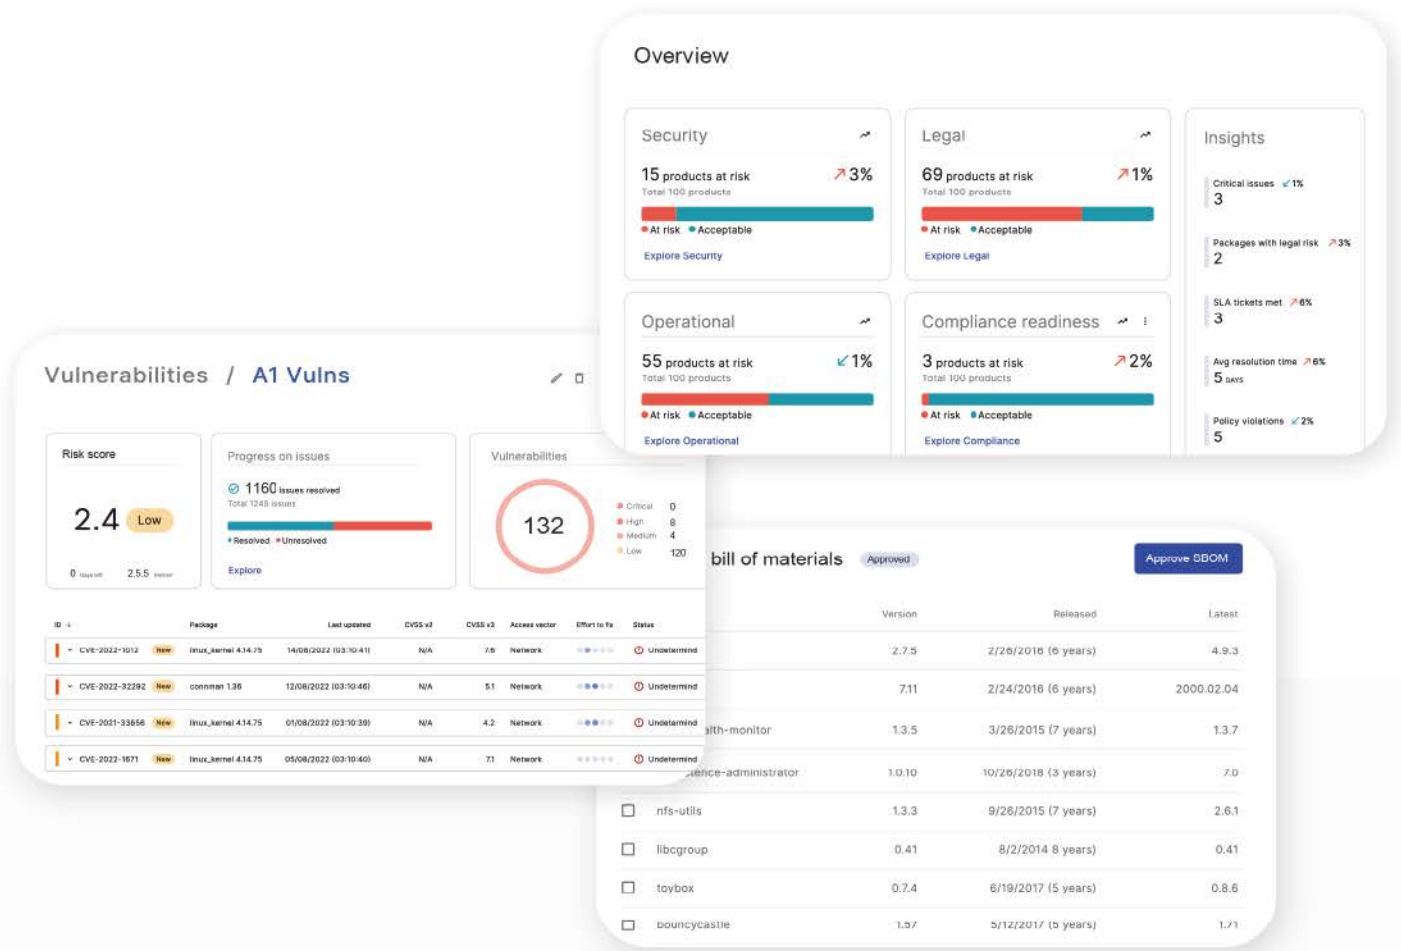 Overview
Security
15 products at risk 3%
Total 100 products
At risk Acceptable
Explore Security
Legal
69 products at risk 1%
Total 100 products
At risk Acceptable
Explore Legal
Operational
55 products at risk 1%
Total 100 products
At risk Acceptable
Explore Operational
Compliance readiness
3 products at risk 2%
Total 100 products
At risk Acceptable
Explore Compliance
Insights
Critical issues 1%
3
Packages with legal risk 3%
2
SLA tickets met 6%
3
Avg resolution time 6%
5 DAYS
Policy violations 2%
5
Vulnerabilities / A1 Vulns
Risk score
2.4 Low
0 2.5.5
Progress on issues
1160 issues resolved
Total 1249 issues
Resolved Unresolved
Explore
Vulnerabilities
132
Critical 0
High 8
Medium 4
Low 120
ID Package Last updated CVSS v2 CVSS v3 Access vector Effort to fix Status
CVE-2022-1012 New linux_kernel 4.14.75 14/08/2022 (03:10:41) N/A 7.6 Network Undetermind
CVE-2022-32292 New connman 1.36 12/08/2022 (03:10:46) N/A 5.1 Network Undetermind
CVE-2021-33656 New linux_kernel 4.14.75 01/08/2022 (03:10:39) N/A 4.2 Network Undetermind
CVE-2022-1671 New linux_kernel 4.14.75 05/08/2022 (03:10:40) N/A 7.1 Network Undetermind
bill of materials Approved Approve SBOM
Version Released Latest
2.7.5 2/26/2016 (6 years) 4.9.3
7.11 2/24/2016 (6 years) 2000.02.04
alth-monitor 1.3.5 3/26/2015 (7 years) 1.3.7
tence-administrator 1.0.10 10/26/2018 (3 years) 7.0
nfs-utils 1.3.3 9/26/2015 (7 years) 2.6.1
libcgroup 0.41 8/2/2014 8 years) 0.41
toybox 0.7.4 6/19/2017 (5 years) 0.8.6
bouncycastle 1.57 5/12/2017 (5 years) 1.71